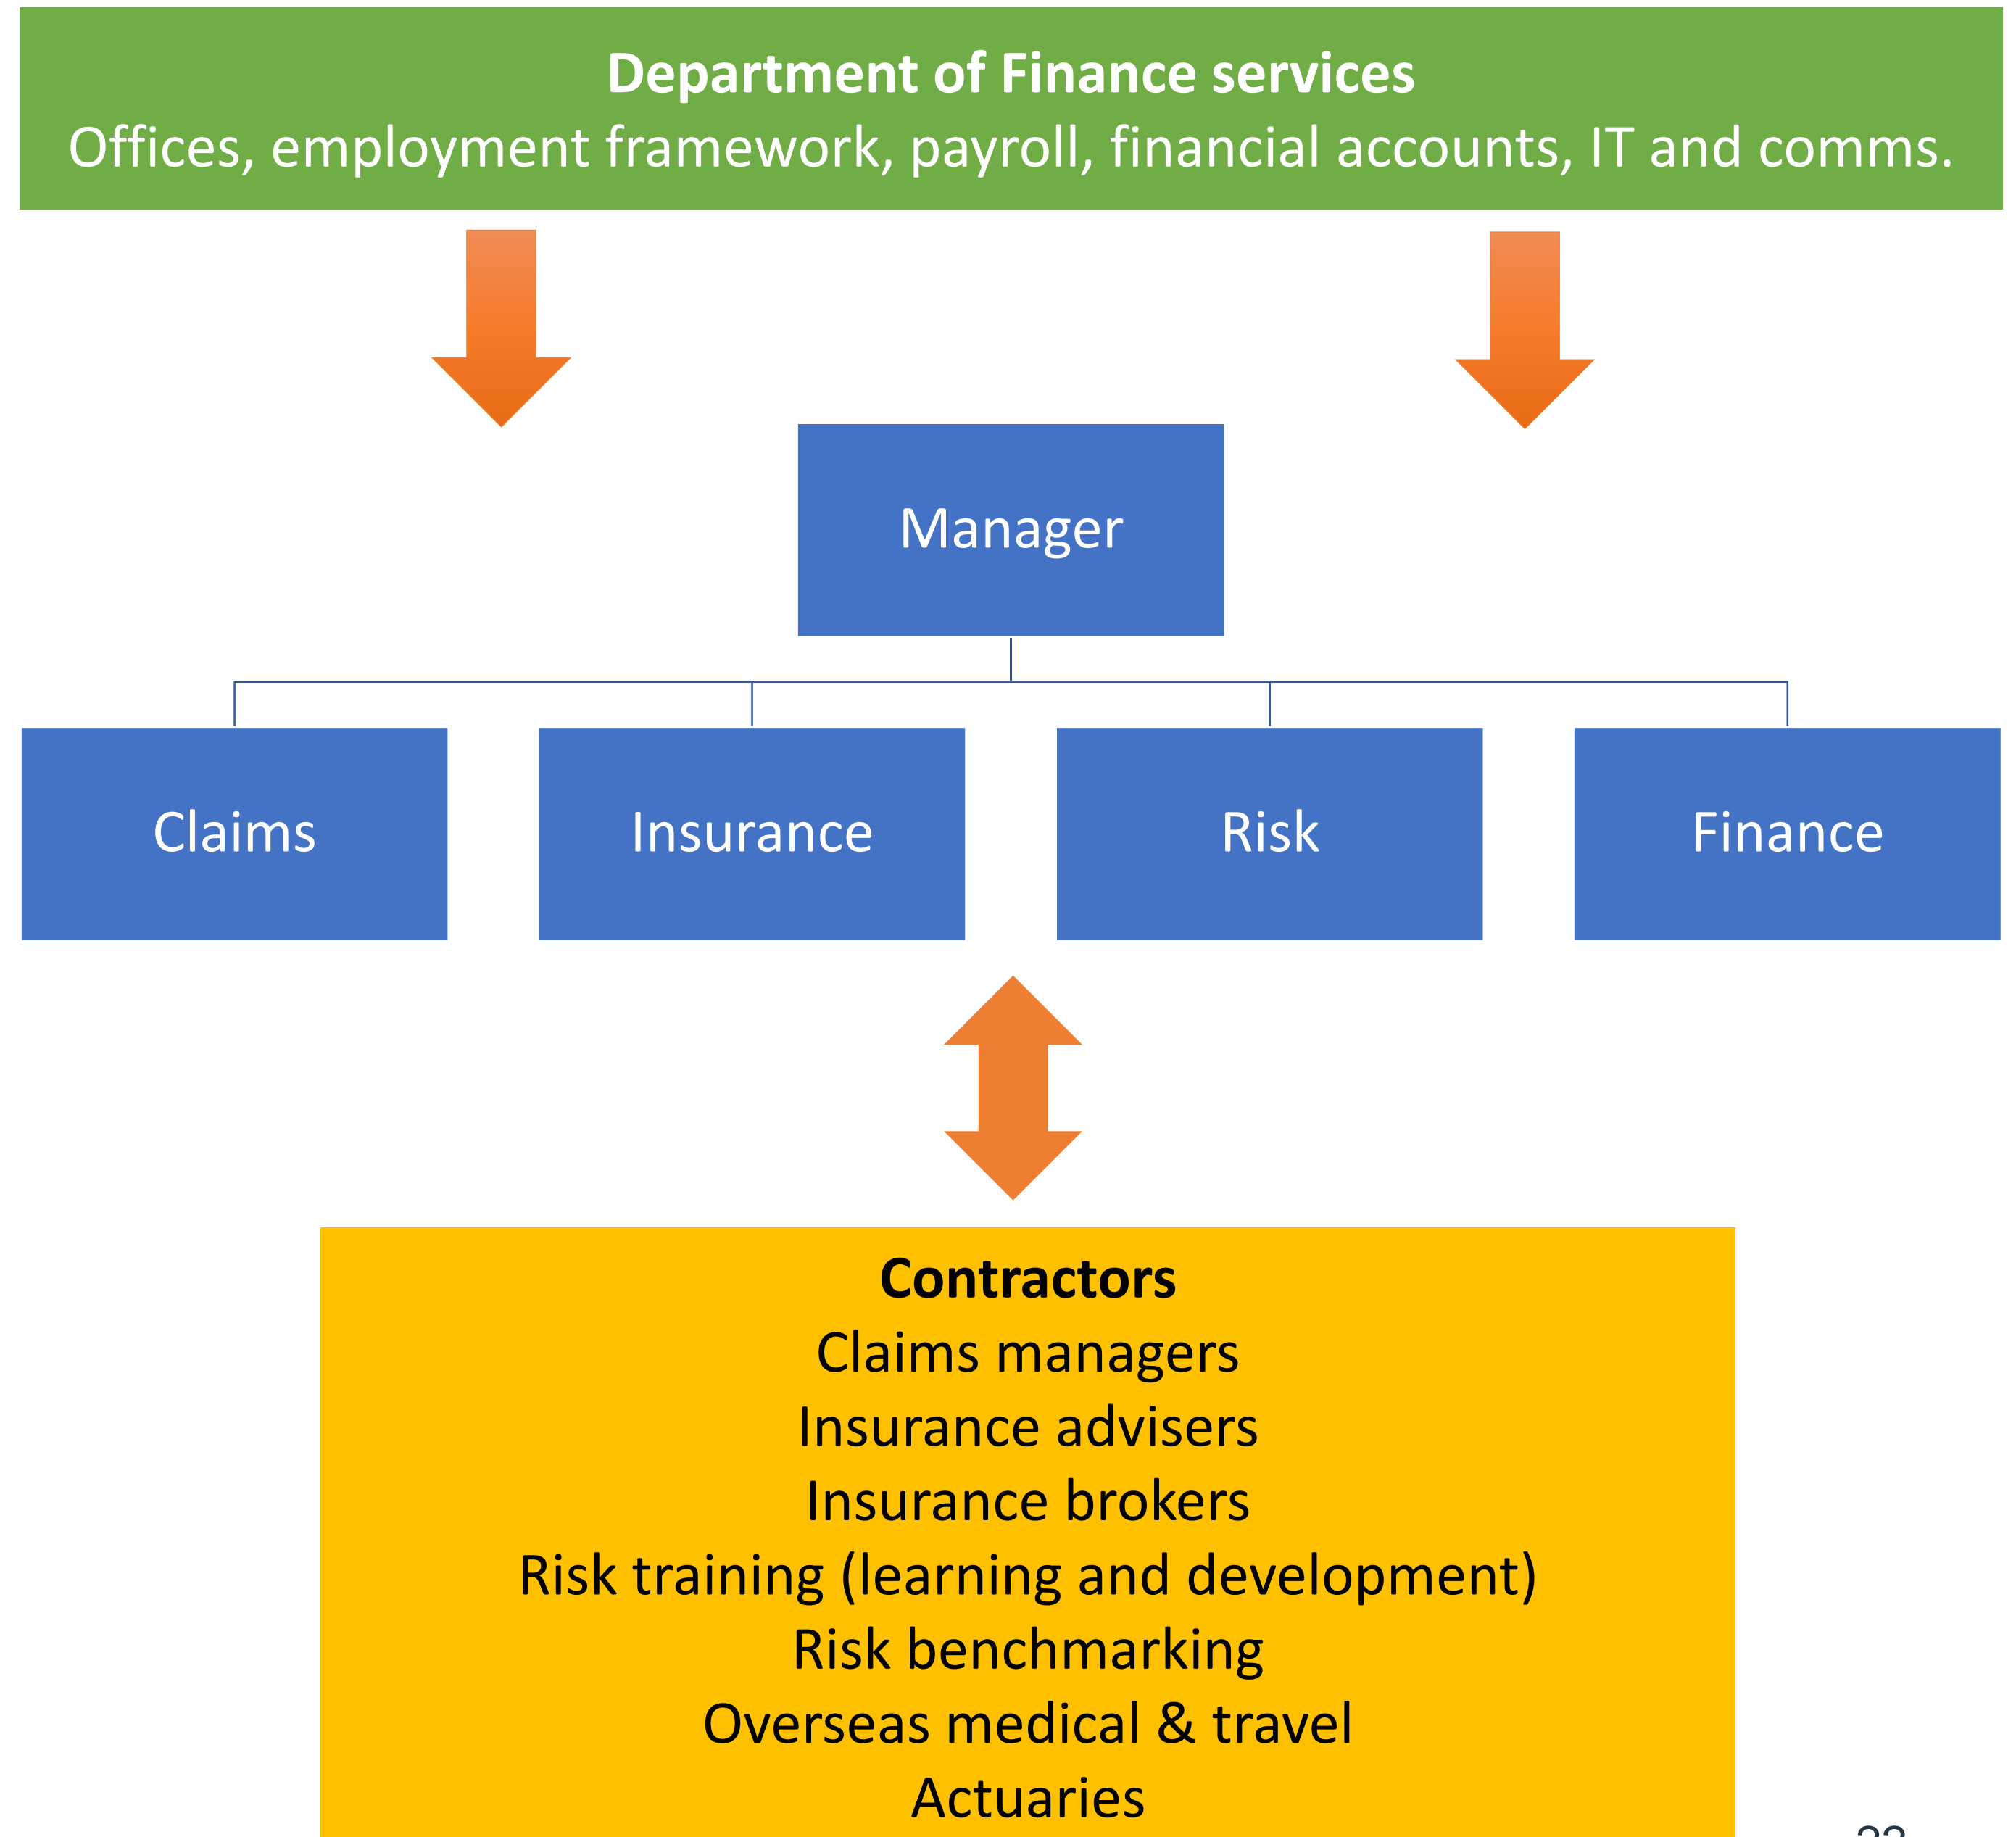 Department of Finance services
Offices, employment framework, payroll, financial accounts, IT and comms.
Manager
Claims
Insurance
Risk
Finance
Contractors
Claims managers
Insurance advisers
Insurance brokers
Risk training (learning and development)
Risk benchmarking
Overseas medical & travel
Actuaries